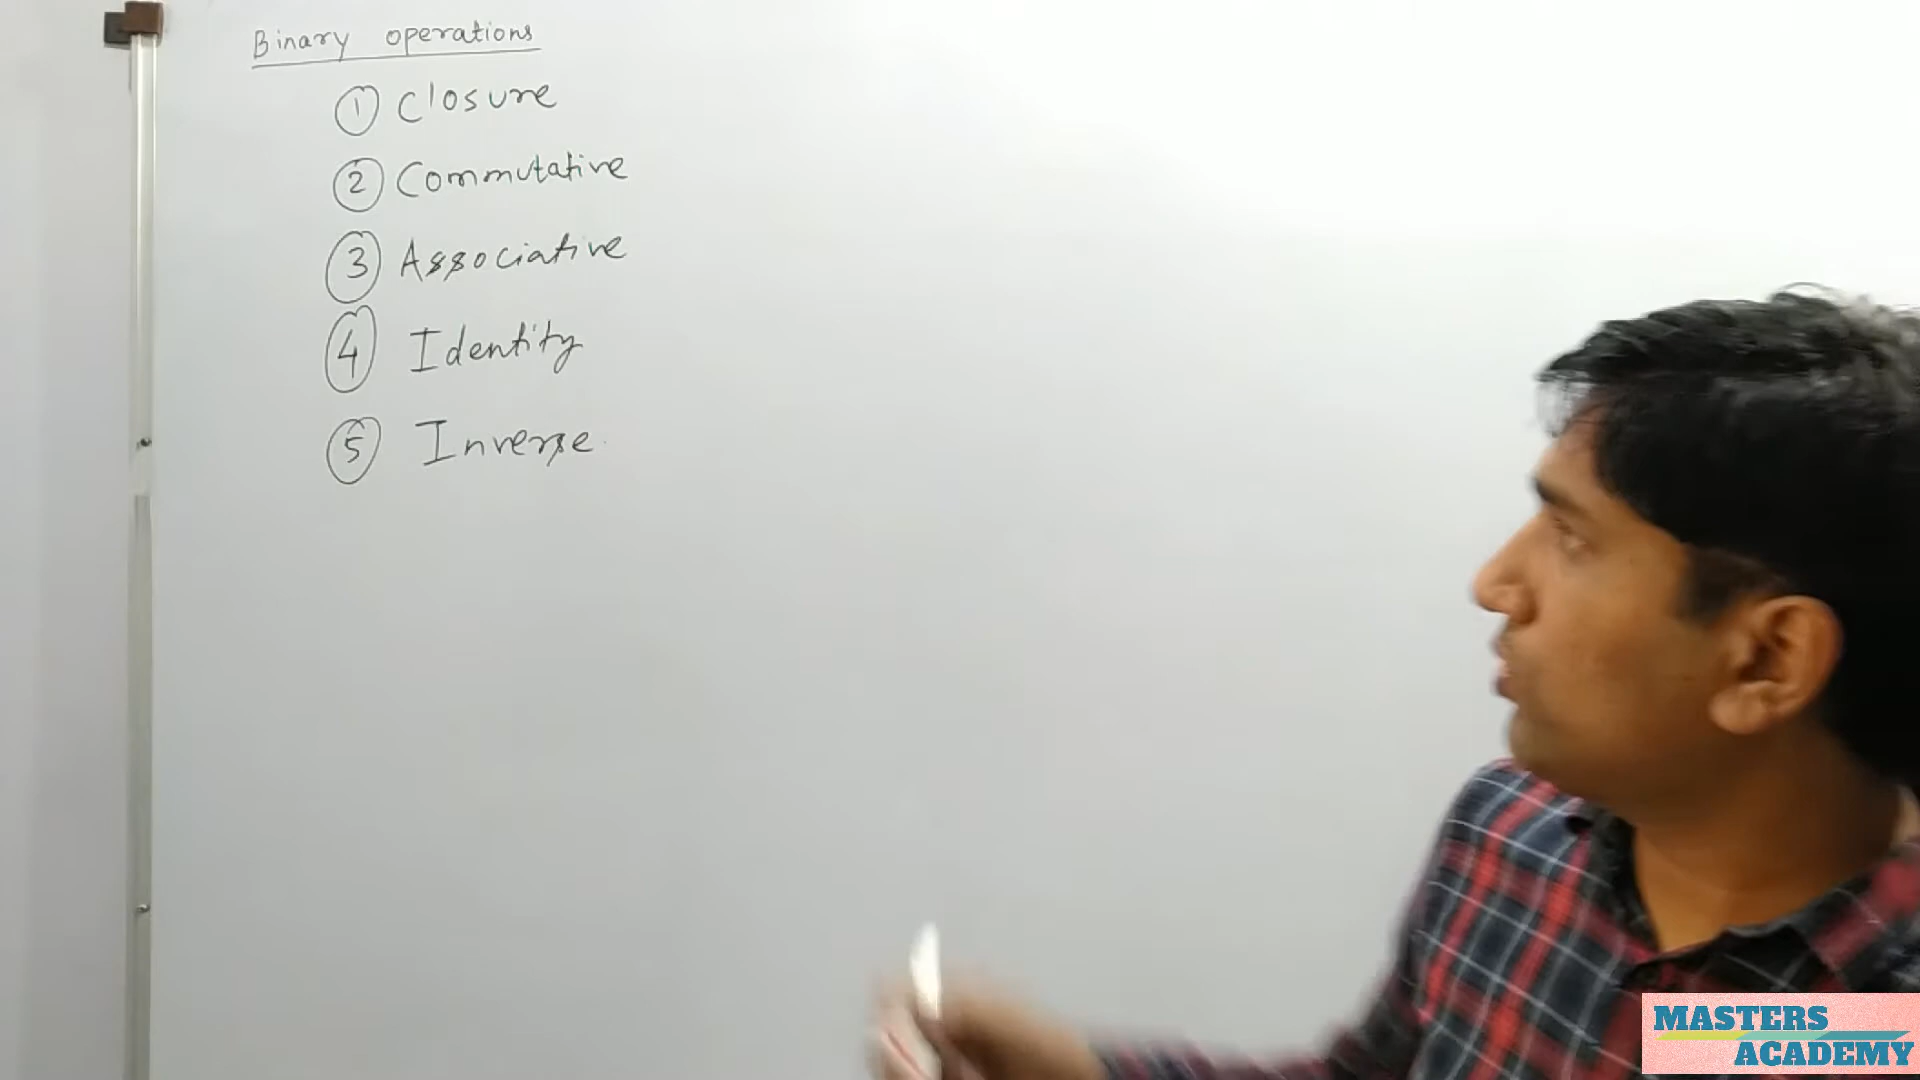 Binary operations
① Closure
② Commutative
③ Associative
④ Identity
⑤ Inverse
MASTERS
ACADEMY